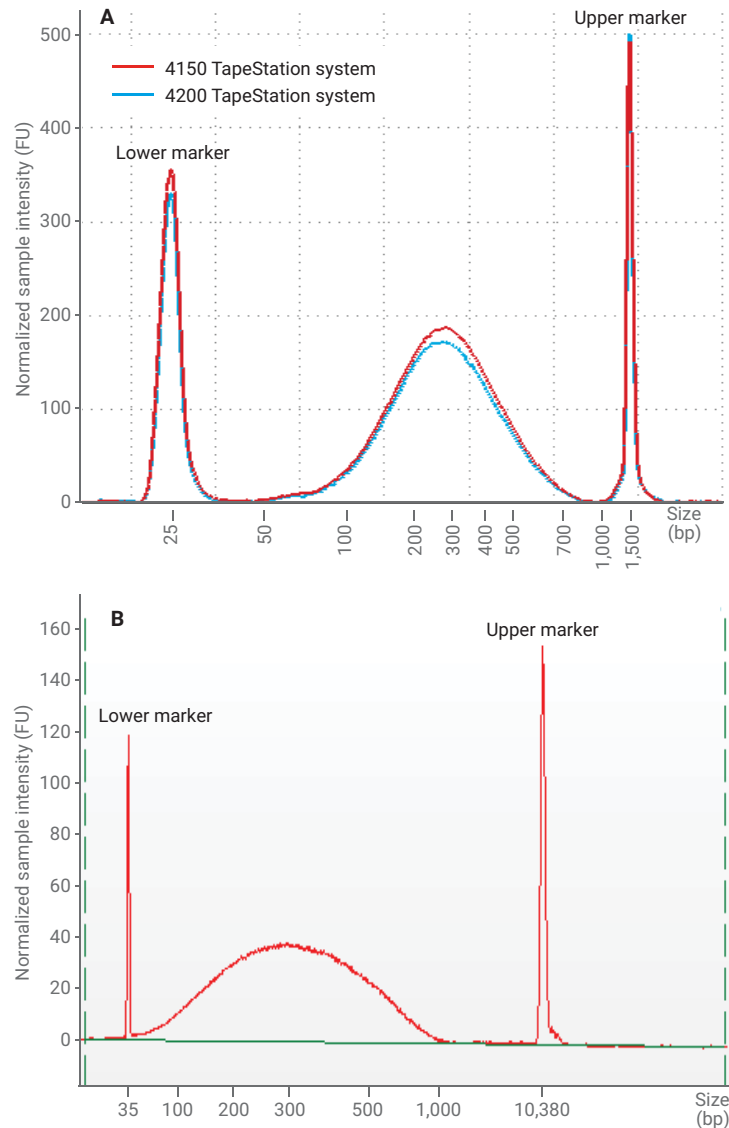 A
Upper marker
4150 TapeStation system
4200 TapeStation system
Lower marker
Normalized sample intensity (FU)
500
400
300
200
100
0
25
50
100
200
300
400
500
700
1,000
1,500
Size
(bp)
B
Upper marker
Lower marker
Normalized sample intensity (FU)
160
140
120
100
80
60
40
20
0
35
100
200
300
500
1,000
10,380
Size
(bp)